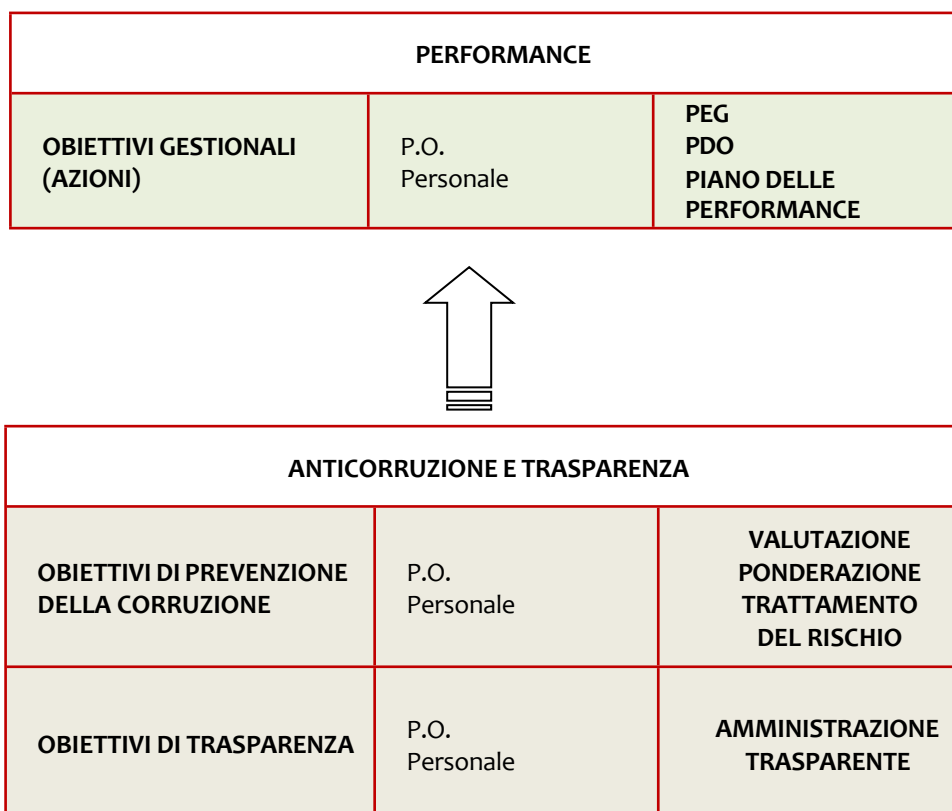 PERFORMANCE
OBIETTIVI GESTIONALI
(AZIONI)
P.O.
Personale
PEG
PDO
PIANO DELLE
PERFORMANCE
ANTICORRUZIONE E TRASPARENZA
OBIETTIVI DI PREVENZIONE
DELLA CORRUZIONE
P.O.
Personale
VALUTAZIONE
PONDERAZIONE
TRATTAMENTO
DEL RISCHIO
OBIETTIVI DI TRASPARENZA
P.O.
Personale
AMMINISTRAZIONE
TRASPARENTE